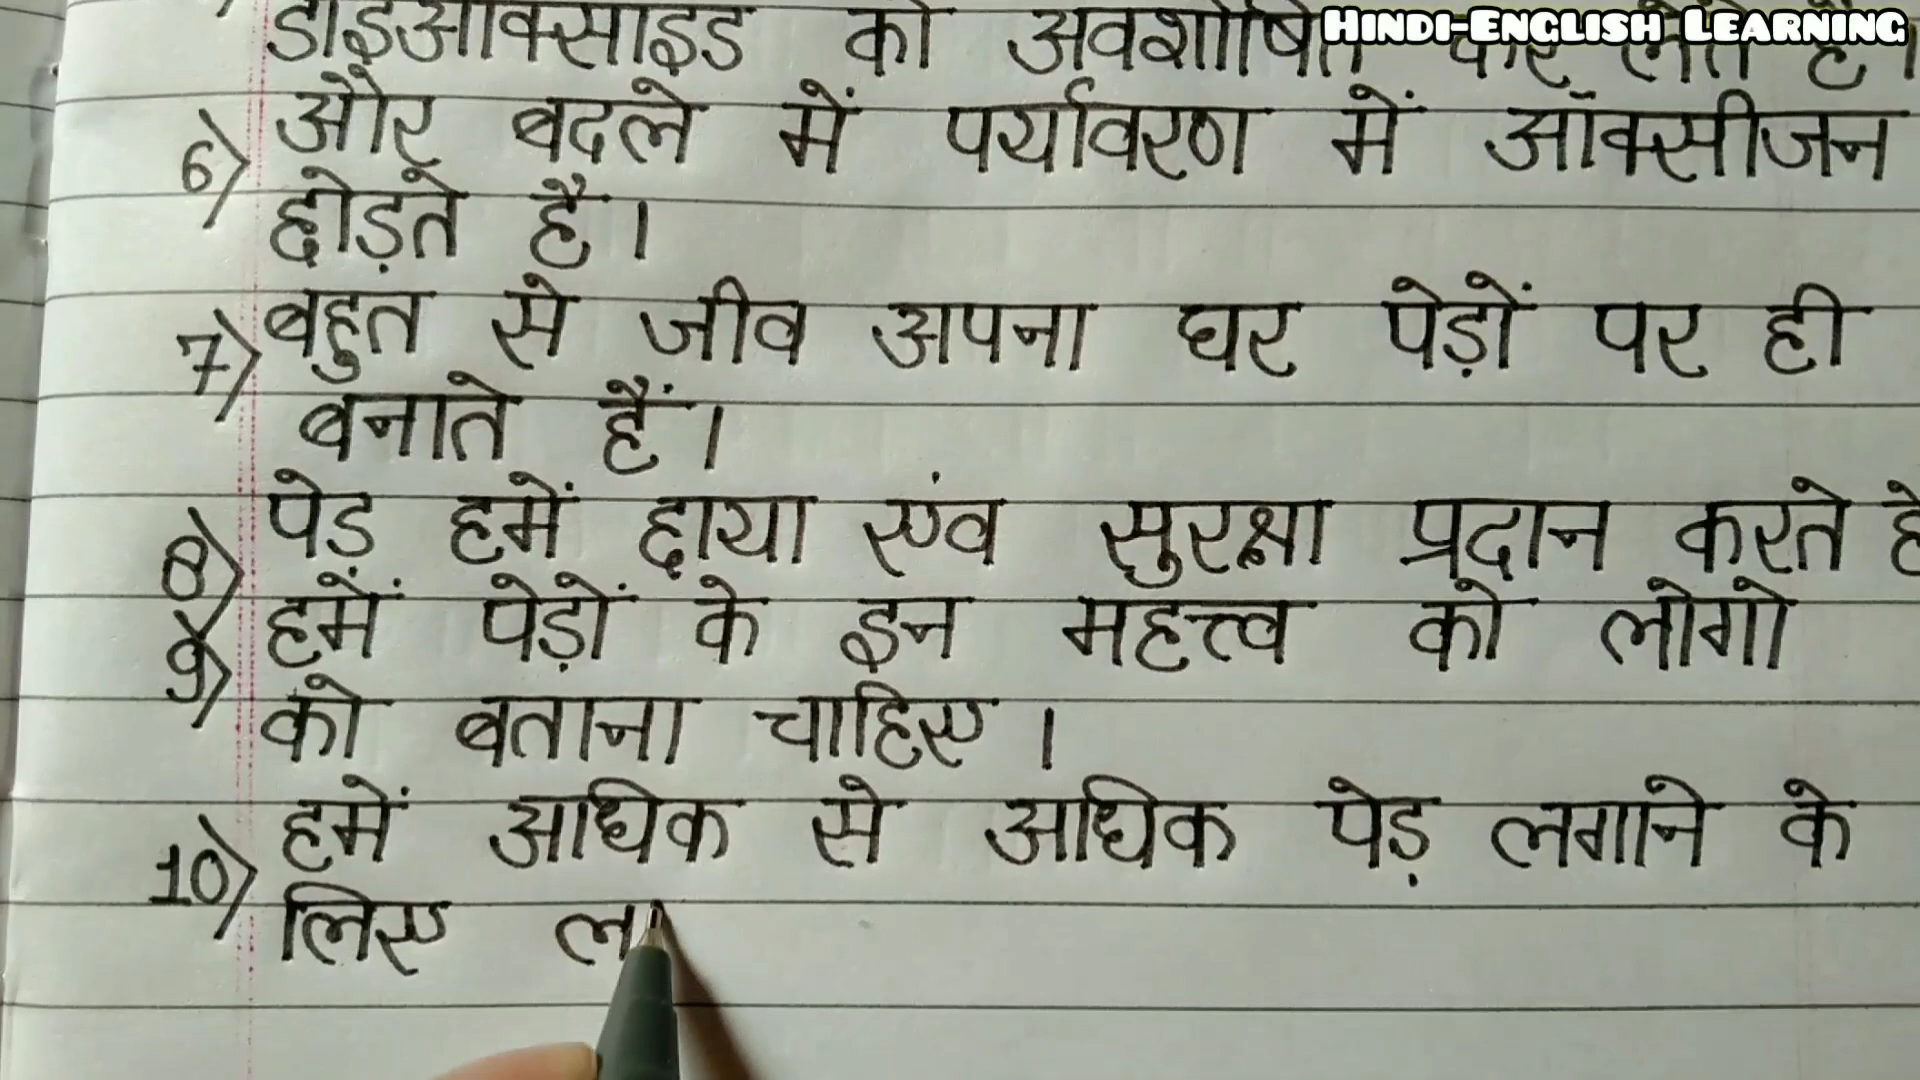 HINDI-ENGLISH LEARNING
डाइऑक्साइड को अवशोषित कर लेते है।
6) और बदले में पर्यावरण में ऑक्सीजन
छोड़ते है।
7) बहुत से जीव अपना घर पेड़ों पर ही
बनाते हैं।
8) पेड़ हमें छाया एंव सुरक्षा प्रदान करते है
9) हमें पेड़ों के इन महत्त्व को लोगो
को बताना चाहिए।
10) हमें अधिक से अधिक पेड़ लगाने के
लिए ल